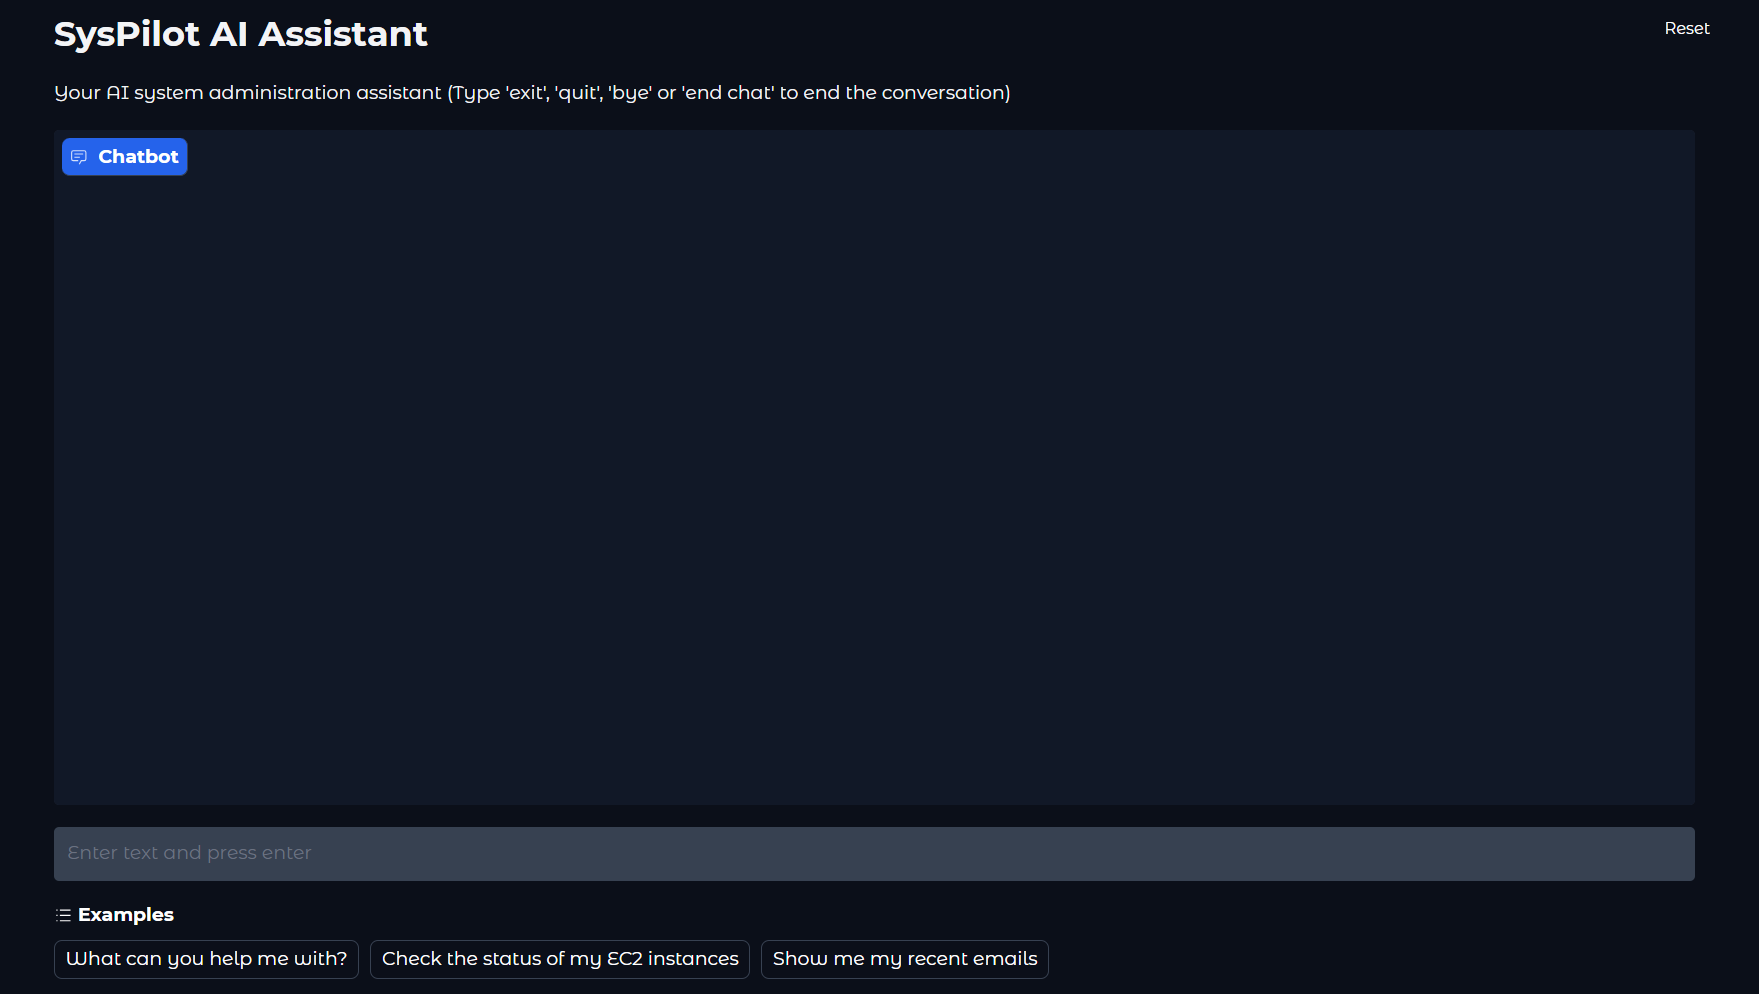 SysPilot AI Assistant
Reset
Your AI system administration assistant (Type 'exit', 'quit', 'bye' or 'end chat' to end the conversation)
Chatbot
Enter text and press enter
Examples
What can you help me with?
Check the status of my EC2 instances
Show me my recent emails